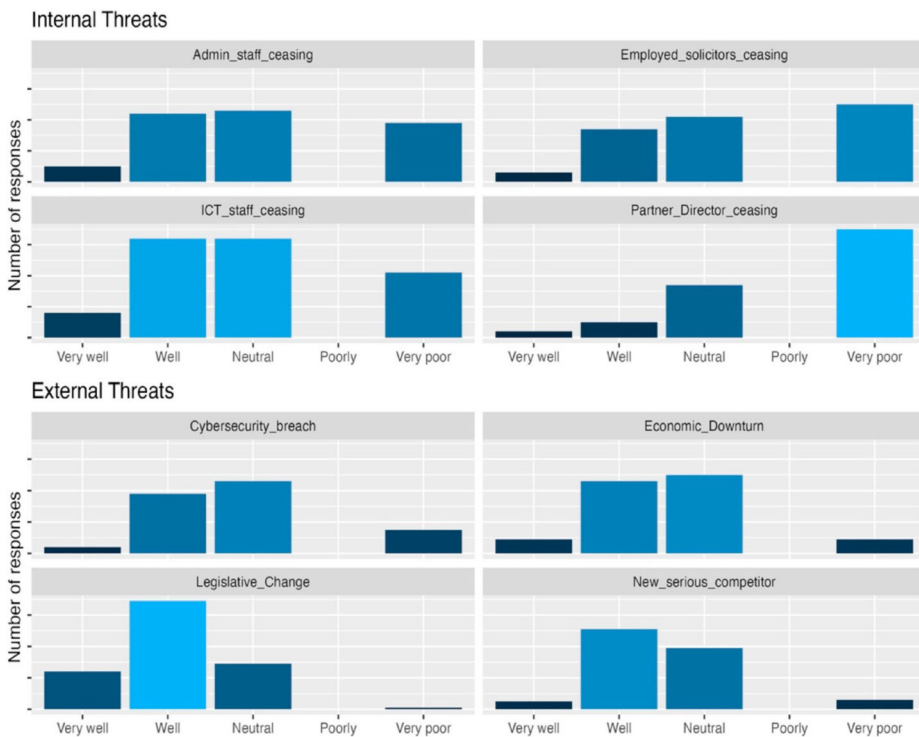 Internal Threats
Admin_staff_ceasing
Employed_solicitors_ceasing
ICT_staff_ceasing
Partner_Director_ceasing
Number of responses
Very well Well Neutral Poorly Very poor
Very well Well Neutral Poorly Very poor
External Threats
Cybersecurity_breach
Economic_Downturn
Legislative_Change
New_serious_competitor
Number of responses
Very well Well Neutral Poorly Very poor
Very well Well Neutral Poorly Very poor